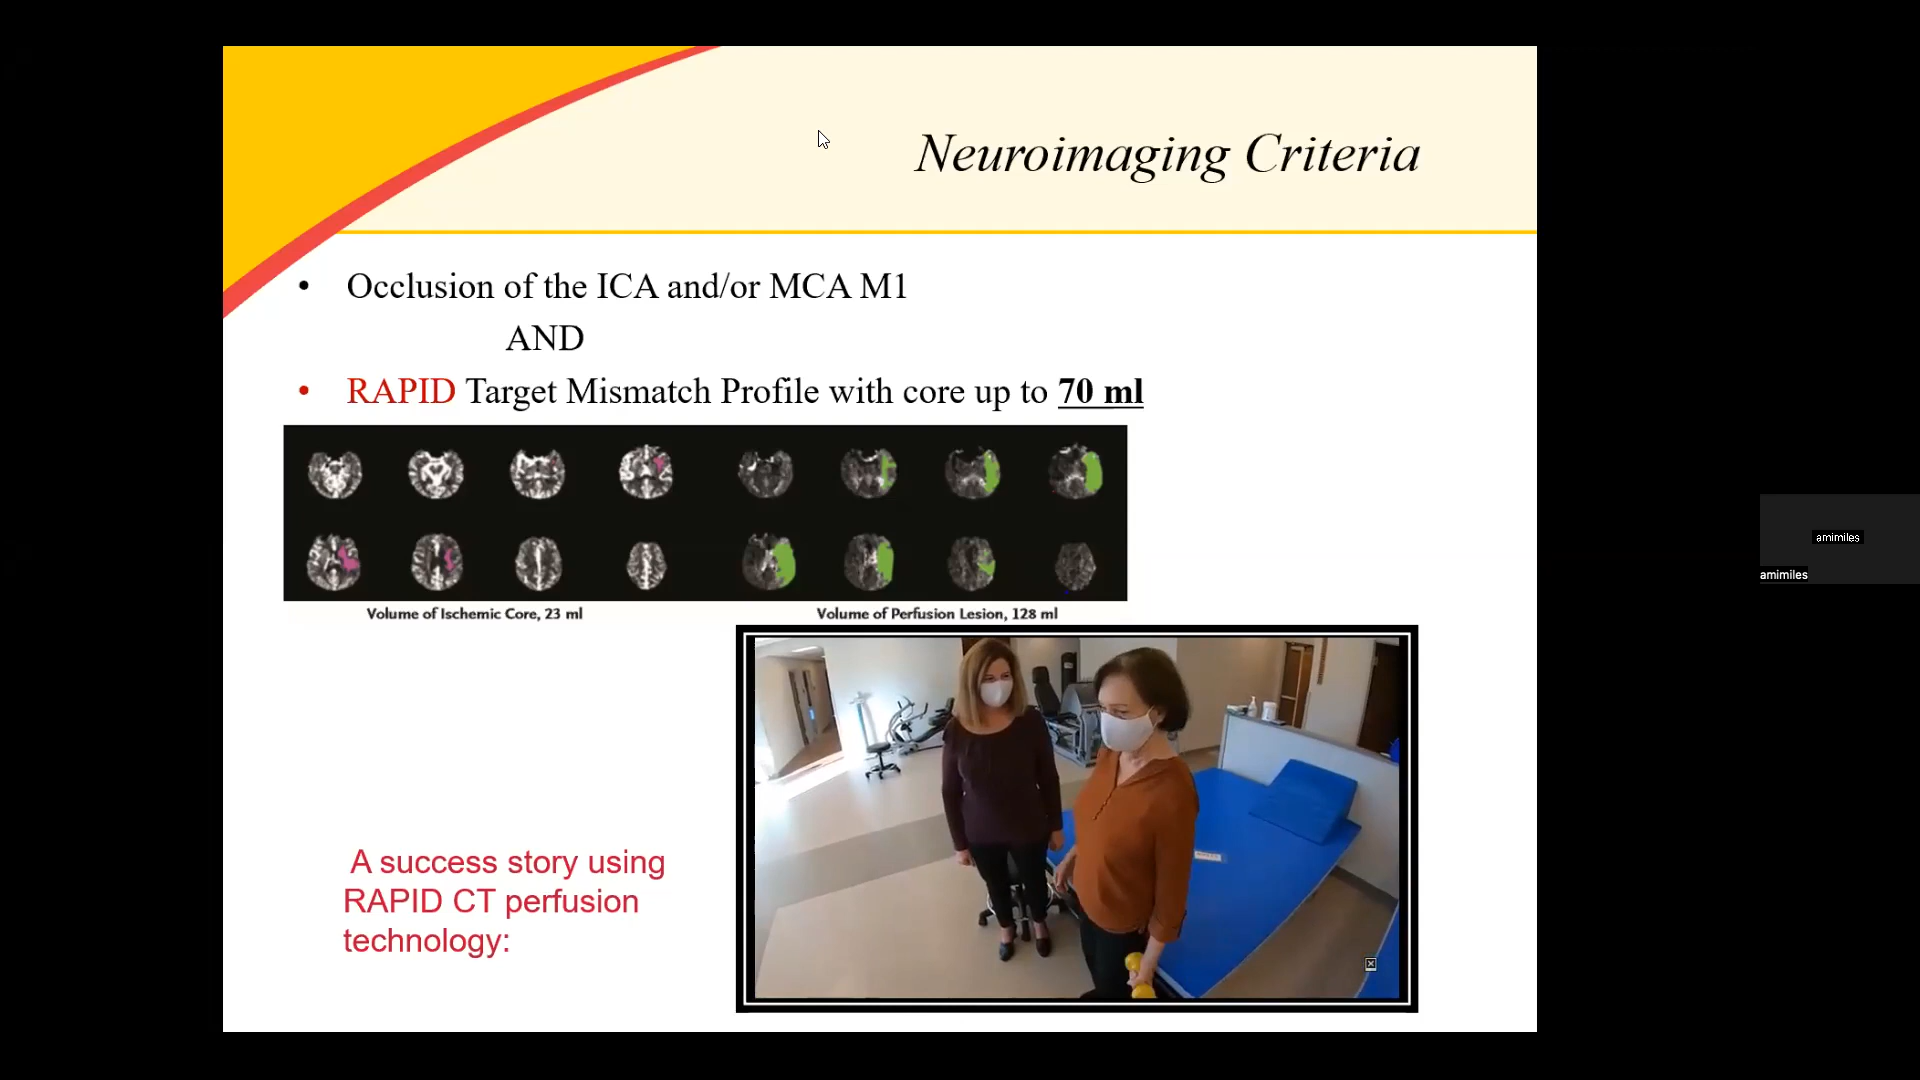 Neuroimaging Criteria
• Occlusion of the ICA and/or MCA M1
AND
• RAPID Target Mismatch Profile with core up to 70 ml
Volume of Ischemic Core, 23 ml
Volume of Perfusion Lesion, 128 ml
A success story using
RAPID CT perfusion
technology:
amimiles
amimiles